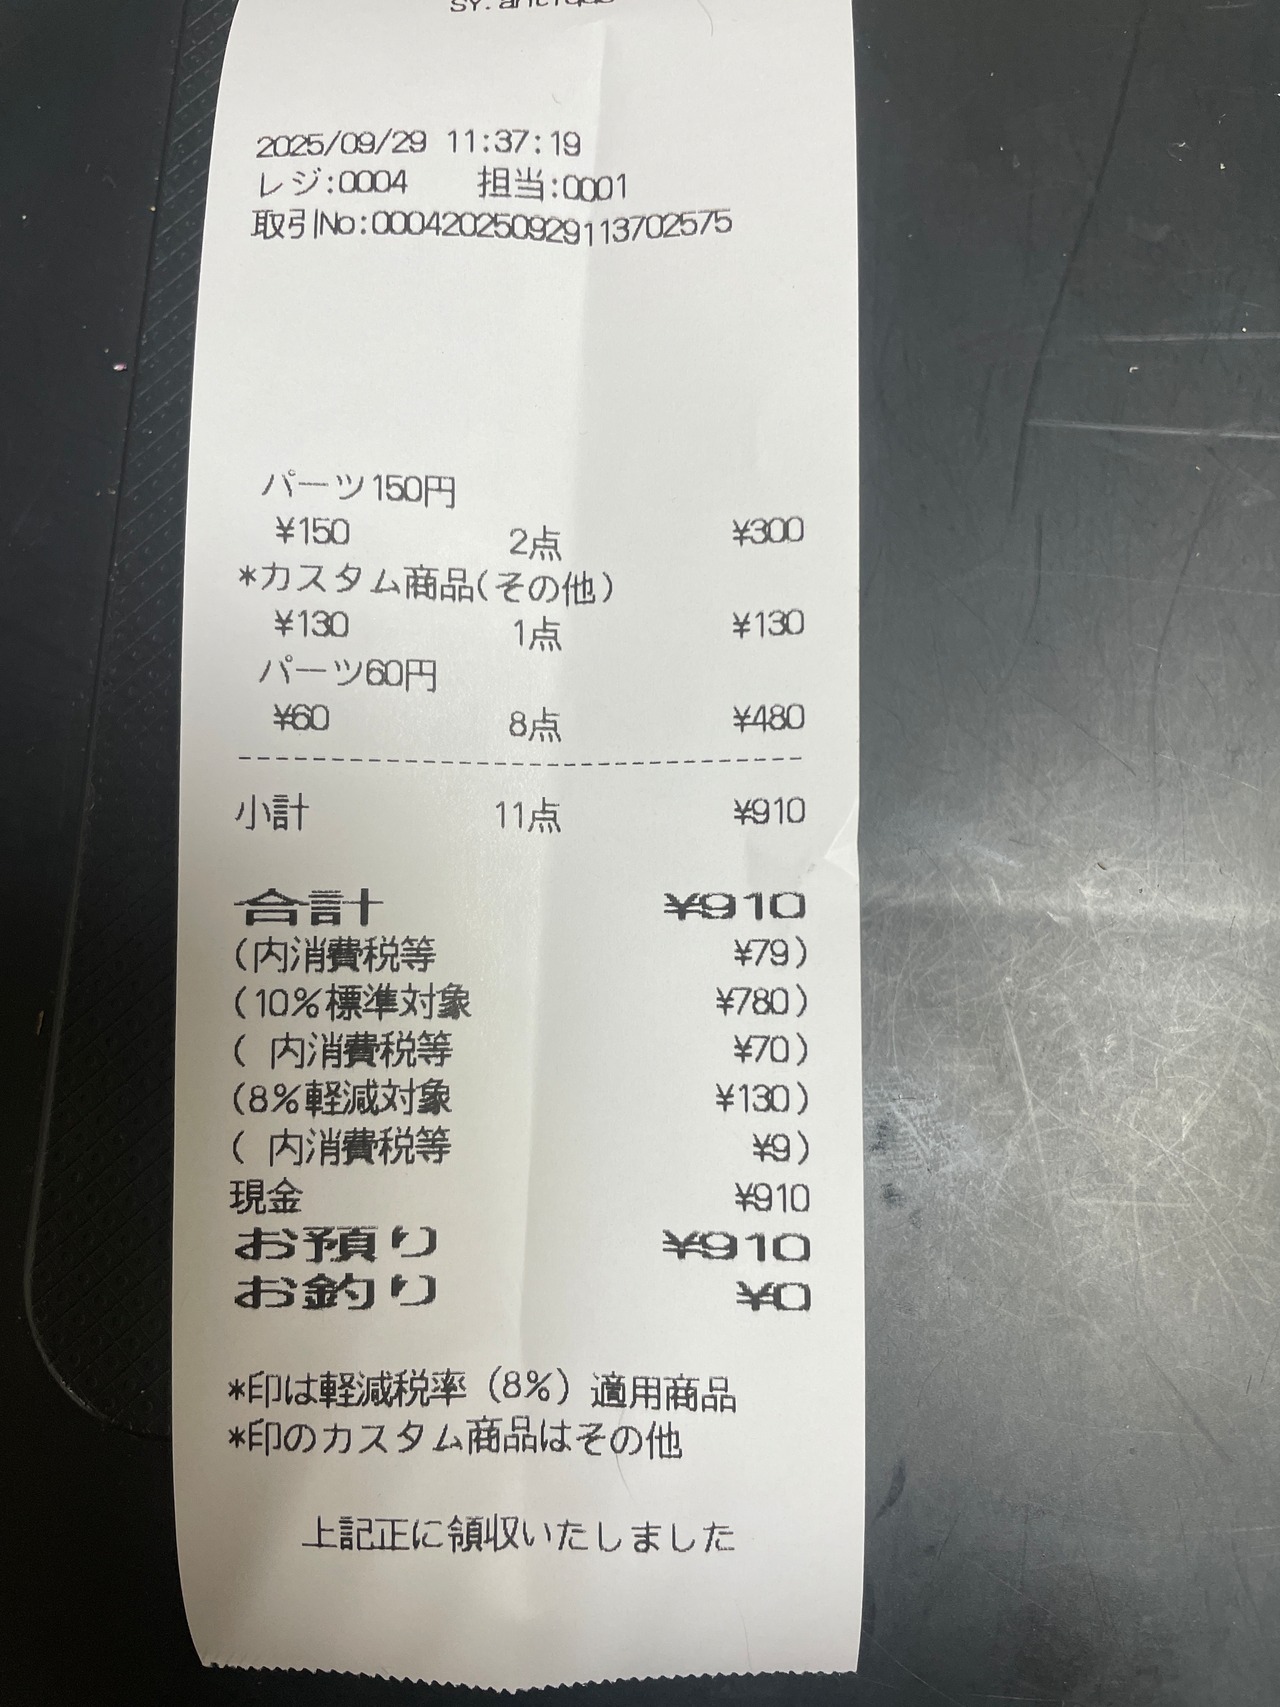 2025/09/29 11:37:19
レジ:0004 担当:0001
取引No:00042025092911370​2575
パーツ150円
¥150 2点 ¥300
*カスタム商品(その他)
¥130 1点 ¥130
パーツ60円
¥60 8点 ¥480
小計 11点 ¥910
合計 ¥910
(内消費税等 ¥79)
(10%標準対象 ¥780)
( 内消費税等 ¥70)
(8%軽減対象 ¥130)
( 内消費税等 ¥9)
現金 ¥910
お預り ¥910
お釣り ¥0
*印は軽減税率(8%)適用商品
*印のカスタム商品はその他
上記正に領収いたしました